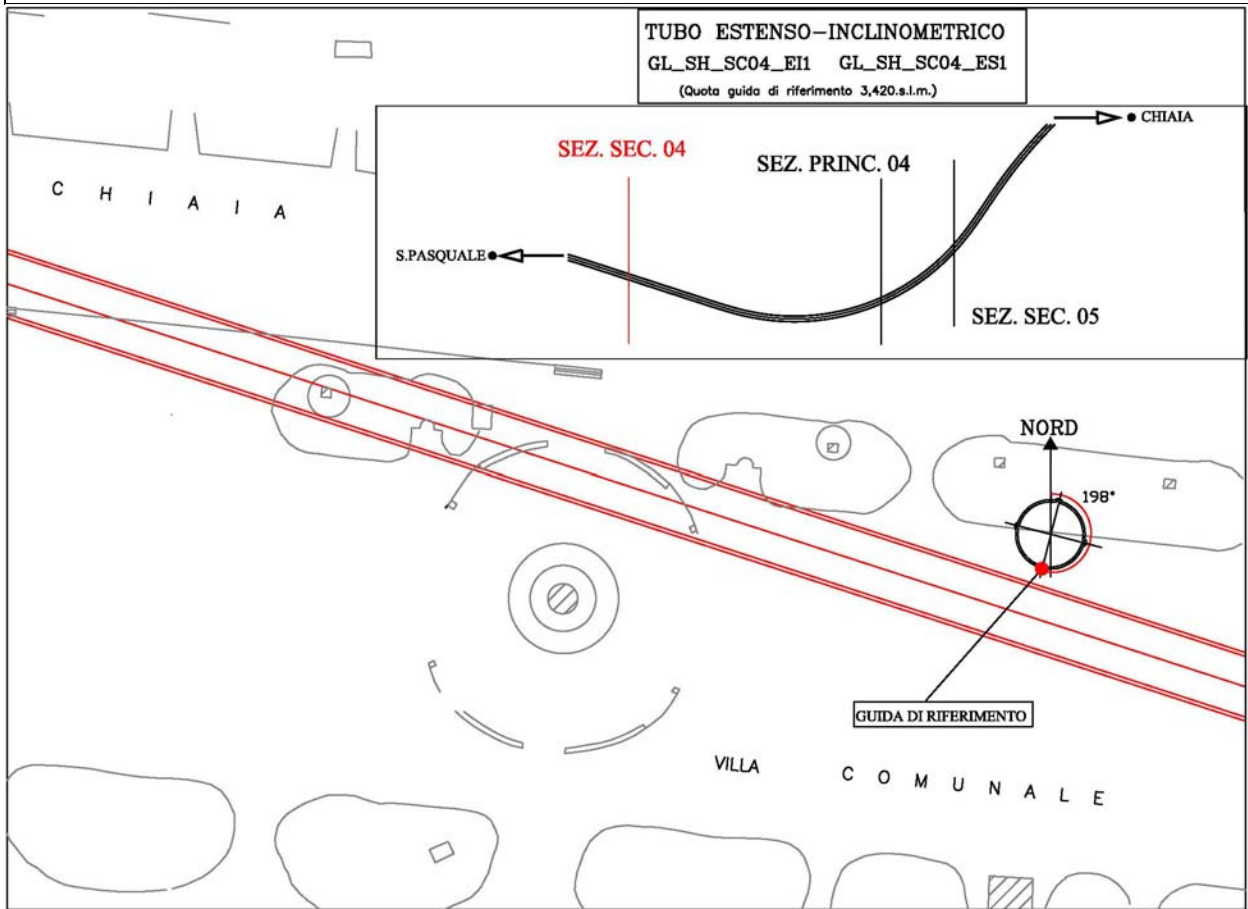 TUBO ESTENSO-INCLINOMETRICO
GL_SH_SC04_EI1 GL_SH_SC04_ES1
(Quota guida di riferimento 3,420.s.l.m.)
CHIAIA
SEZ. SEC. 04
SEZ. PRINC. 04
C H I A I A
S.PASQUALE
SEZ. SEC. 05
NORD
198°
GUIDA DI RIFERIMENTO
VILLA C O M U N A L E